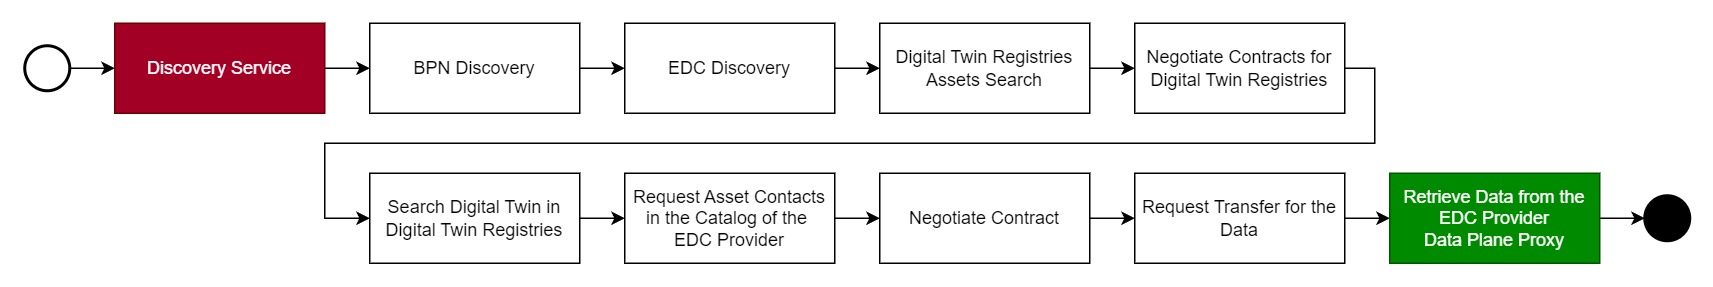 Discovery Service
BPN Discovery
EDC Discovery
Digital Twin Registries
Assets Search
Negotiate Contracts for
Digital Twin Registries
Search Digital Twin in
Digital Twin Registries
Request Asset Contacts
in the Catalog of the
EDC Provider
Negotiate Contract
Request Transfer for the
Data
Retrieve Data from the
EDC Provider
Data Plane Proxy